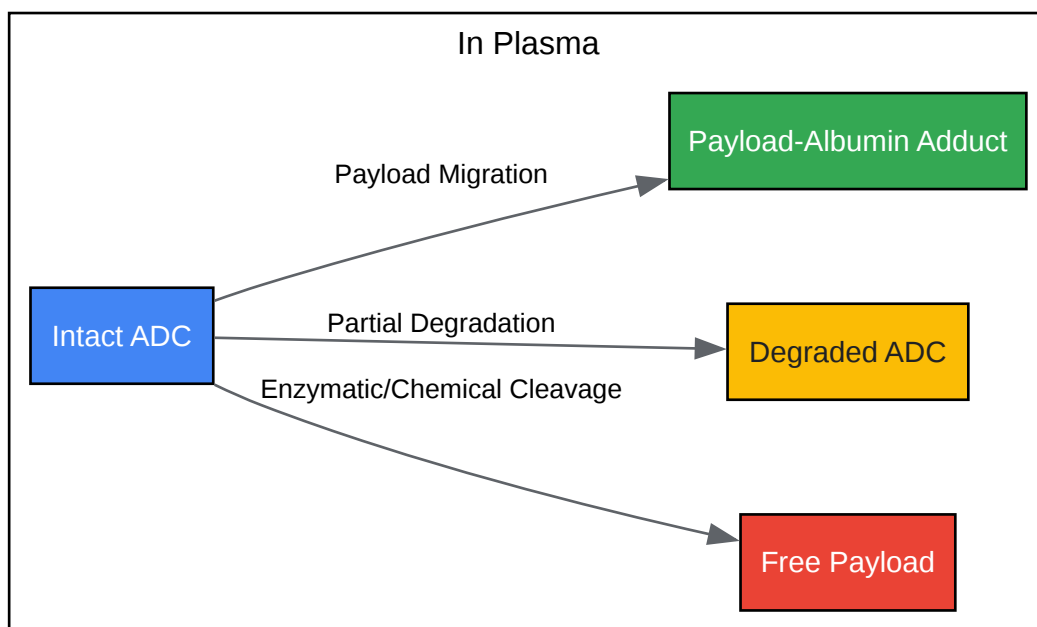 In Plasma
Payload-Albumin Adduct
Payload Migration
Intact ADC
Partial Degradation
Degraded ADC
Enzymatic/Chemical Cleavage
Free Payload